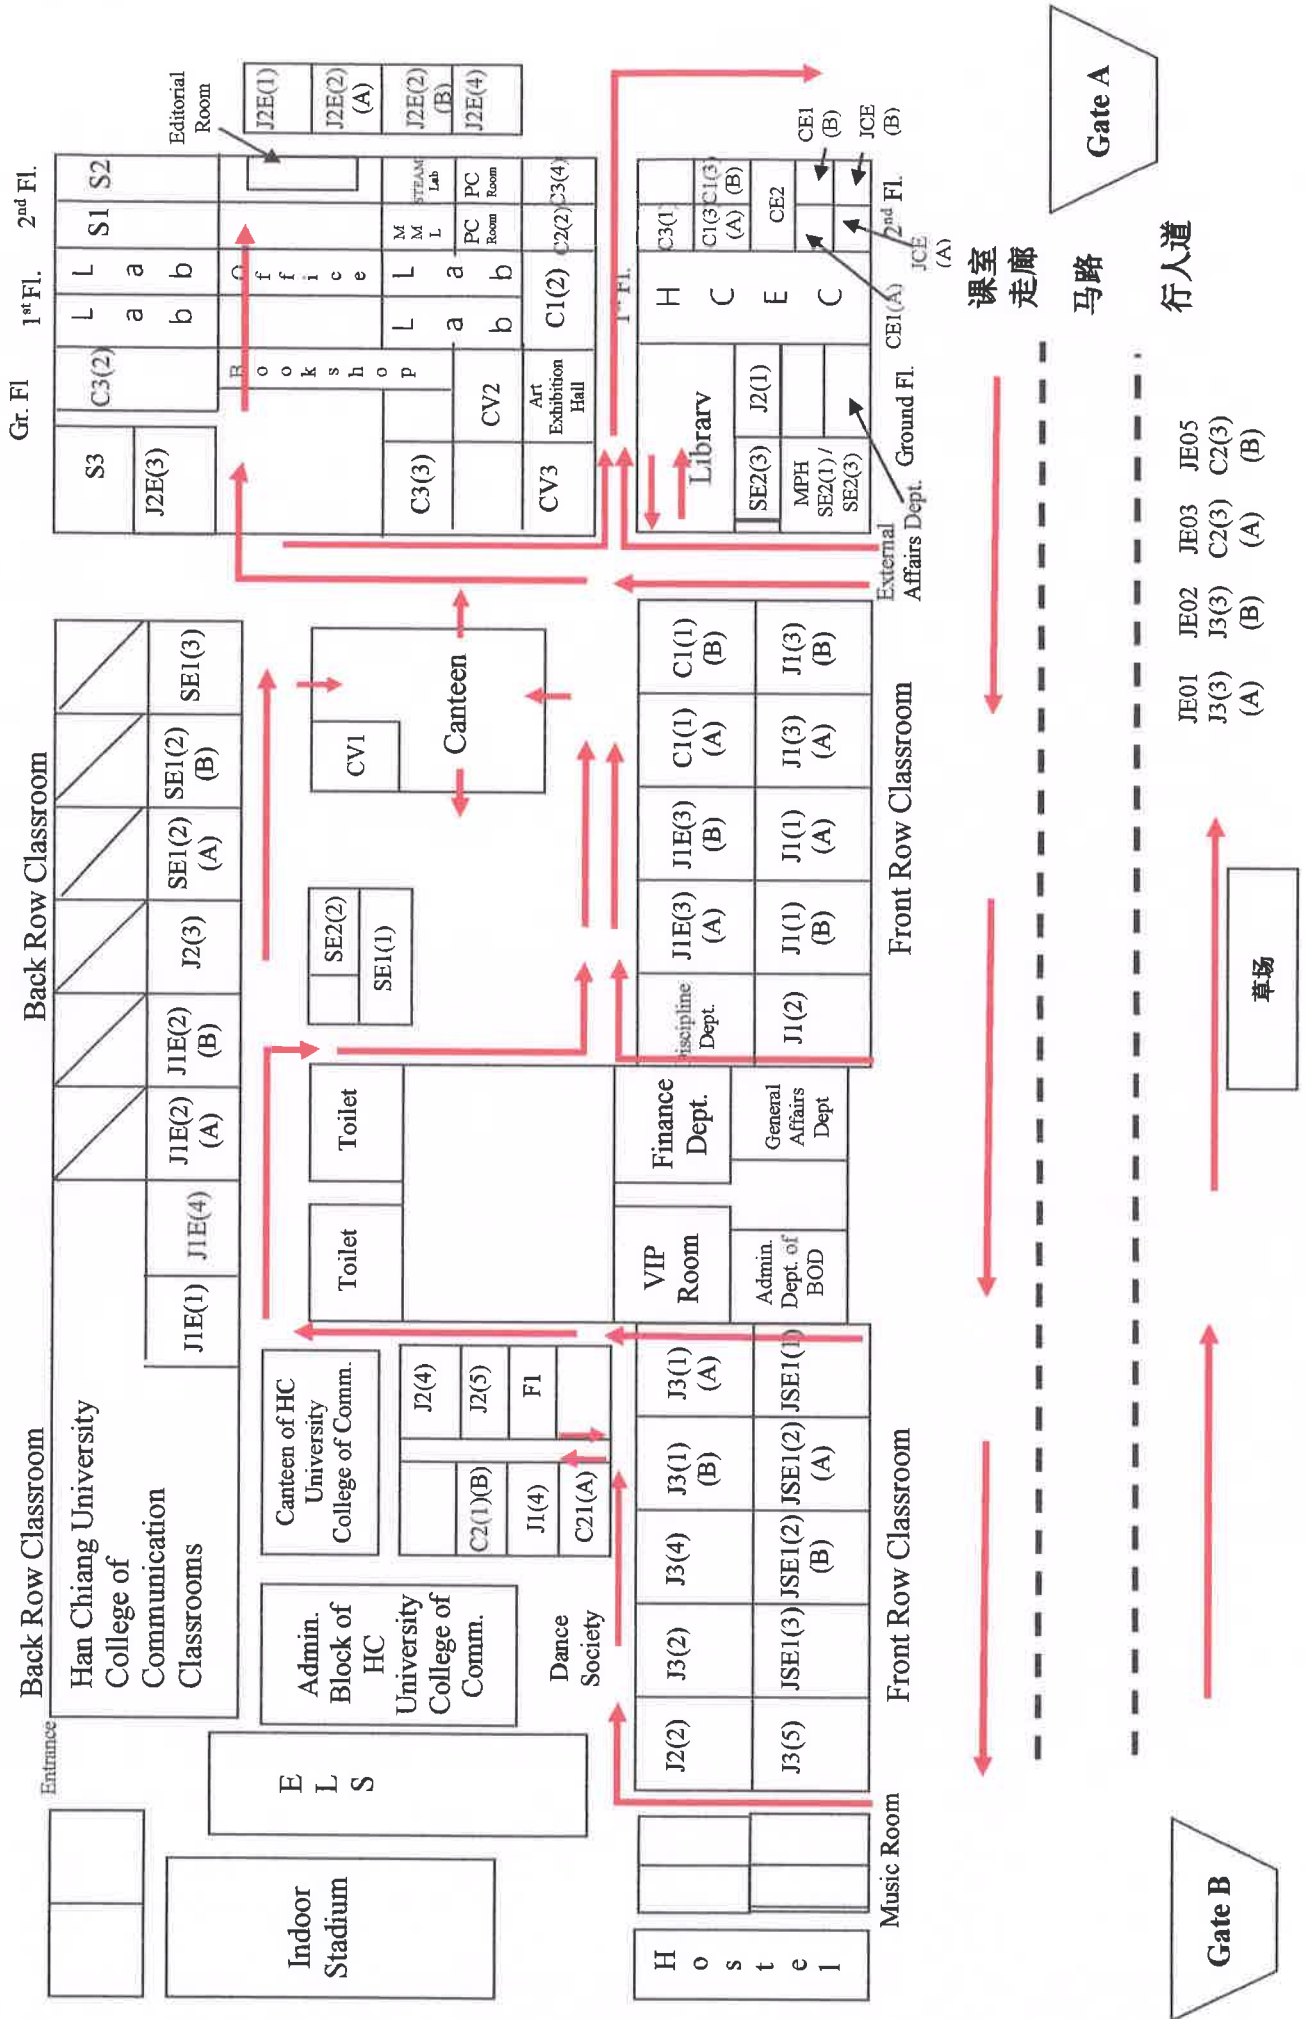 Back Row Classroom
Back Row Classroom
Gr. Fl
1st Fl.
2nd Fl.
Entrance
Han Chiang University
College of
Communication
Classrooms
J1E(1)
J1E(4)
J1E(2)
(A)
J1E(2)
(B)
J2(3)
SE1(2)
(A)
SE1(2)
(B)
SE1(3)
S3
J2E(3)
C3(2)
Lab
Lab
S1
S2
Editorial
Room
Bookshop
Office
J2E(1)
J2E(2)
(A)
J2E(2)
(B)
J2E(4)
Lab
Lab
MML
STEAM
Lab
PC
Room
PC
Room
C3(3)
CV2
CV3
Art
Exhibition
Hall
C1(2)
C2(2)
C3(4)
Indoor
Stadium
ELS
Admin.
Block of
HC
University
College of
Comm.
Canteen of HC
University
College of Comm.
Toilet
Toilet
SE2(2)
SE1(1)
CV1
Canteen
Dance
Society
C2(1)(B)
J1(4)
C21(A)
J2(4)
J2(5)
F1
Hostel
Music Room
J2(2)
J3(2)
J3(4)
J3(1)
(B)
J3(1)
(A)
J3(5)
JSE1(3)
JSE1(2)
(B)
JSE1(2)
(A)
JSE1(1)
Front Row Classroom
VIP
Room
Finance
Dept.
Admin.
Dept. of
BOD
General
Affairs
Dept
Discipline
Dept.
J1E(3)
(A)
J1E(3)
(B)
C1(1)
(A)
C1(1)
(B)
J1(2)
J1(1)
(B)
J1(1)
(A)
J1(3)
(A)
J1(3)
(B)
Front Row Classroom
1st Fl.
Library
HCEC
C3(1)
C1(3)
(A)
C1(3)
(B)
SE2(3)
J2(1)
CE2
MPH
SE2(1) /
SE2(3)
External
Affairs Dept.
Ground Fl.
2nd Fl.
CE1(A)
CE1
(B)
JCE
(A)
JCE
(B)
课室
走廊
马路
行人道
Gate A
JE01
J3(3)
(A)
JE02
J3(3)
(B)
JE03
C2(3)
(A)
JE05
C2(3)
(B)
草场
Gate B